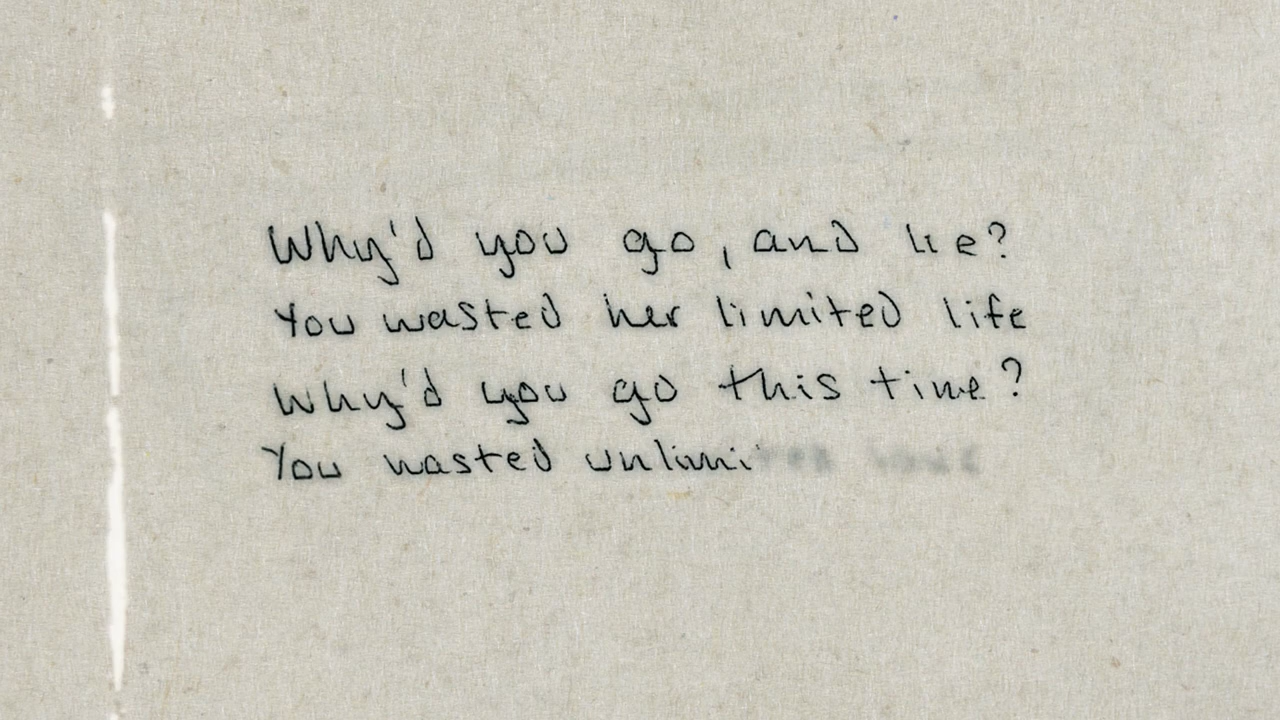 Why'd you go, and lie?
You wasted her limited life
Why'd you go this time?
You wasted